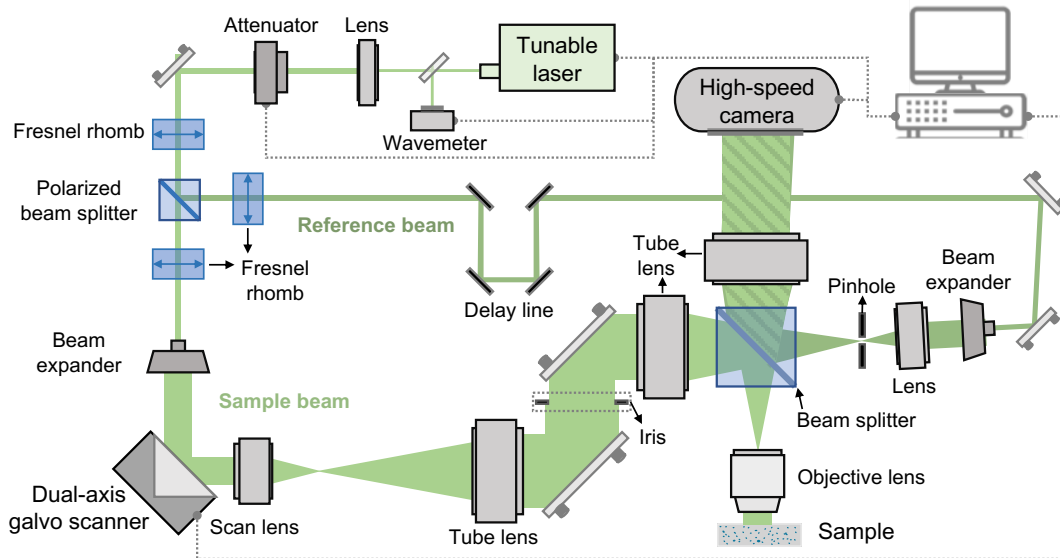 Attenuator
Lens
Tunable
laser
High-speed
camera
Wavemeter
Fresnel rhomb
Polarized
beam splitter
Reference beam
Fresnel
rhomb
Delay line
Tube
lens
Pinhole
Beam
expander
Beam
expander
Sample beam
Iris
Lens
Beam splitter
Objective lens
Dual-axis
galvo scanner
Scan lens
Tube lens
Sample